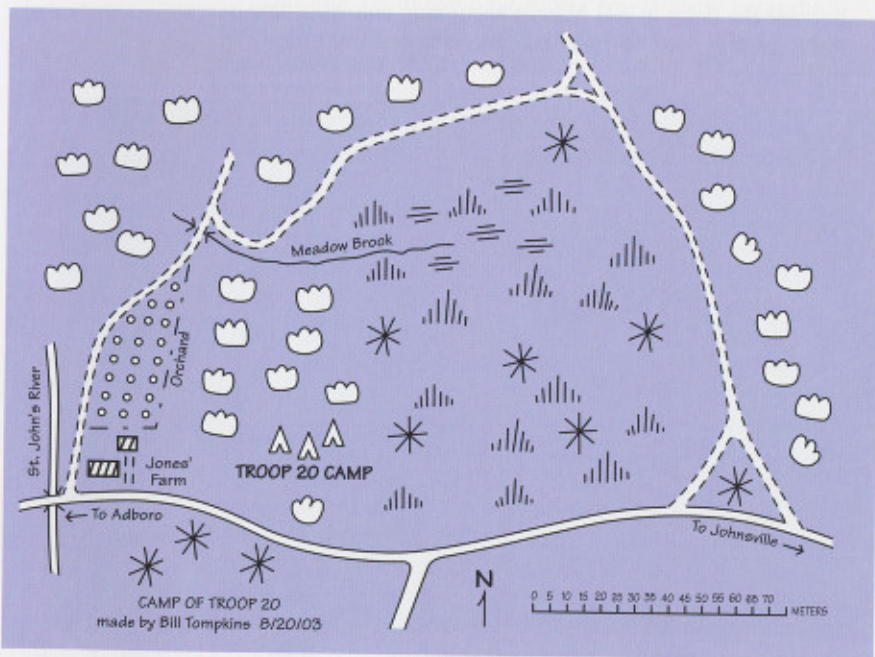 Meadow Brook
Orchard
St. John's River
Jones'
Farm
TROOP 20 CAMP
← To Adboro
To Johnsville →
N
0 5 10 15 20 25 30 35 40 45 50 55 60 65 70
METERS
CAMP OF TROOP 20
made by Bill Tompkins 8/20/03